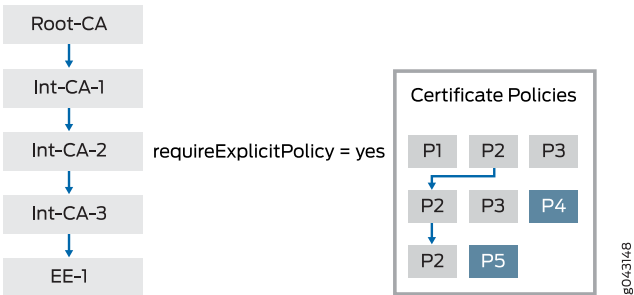 Root-CA
Int-CA-1
Int-CA-2
Int-CA-3
EE-1
requireExplicitPolicy = yes
Certificate Policies
P1 P2 P3
P2 P3 P4
P2 P5
g043148